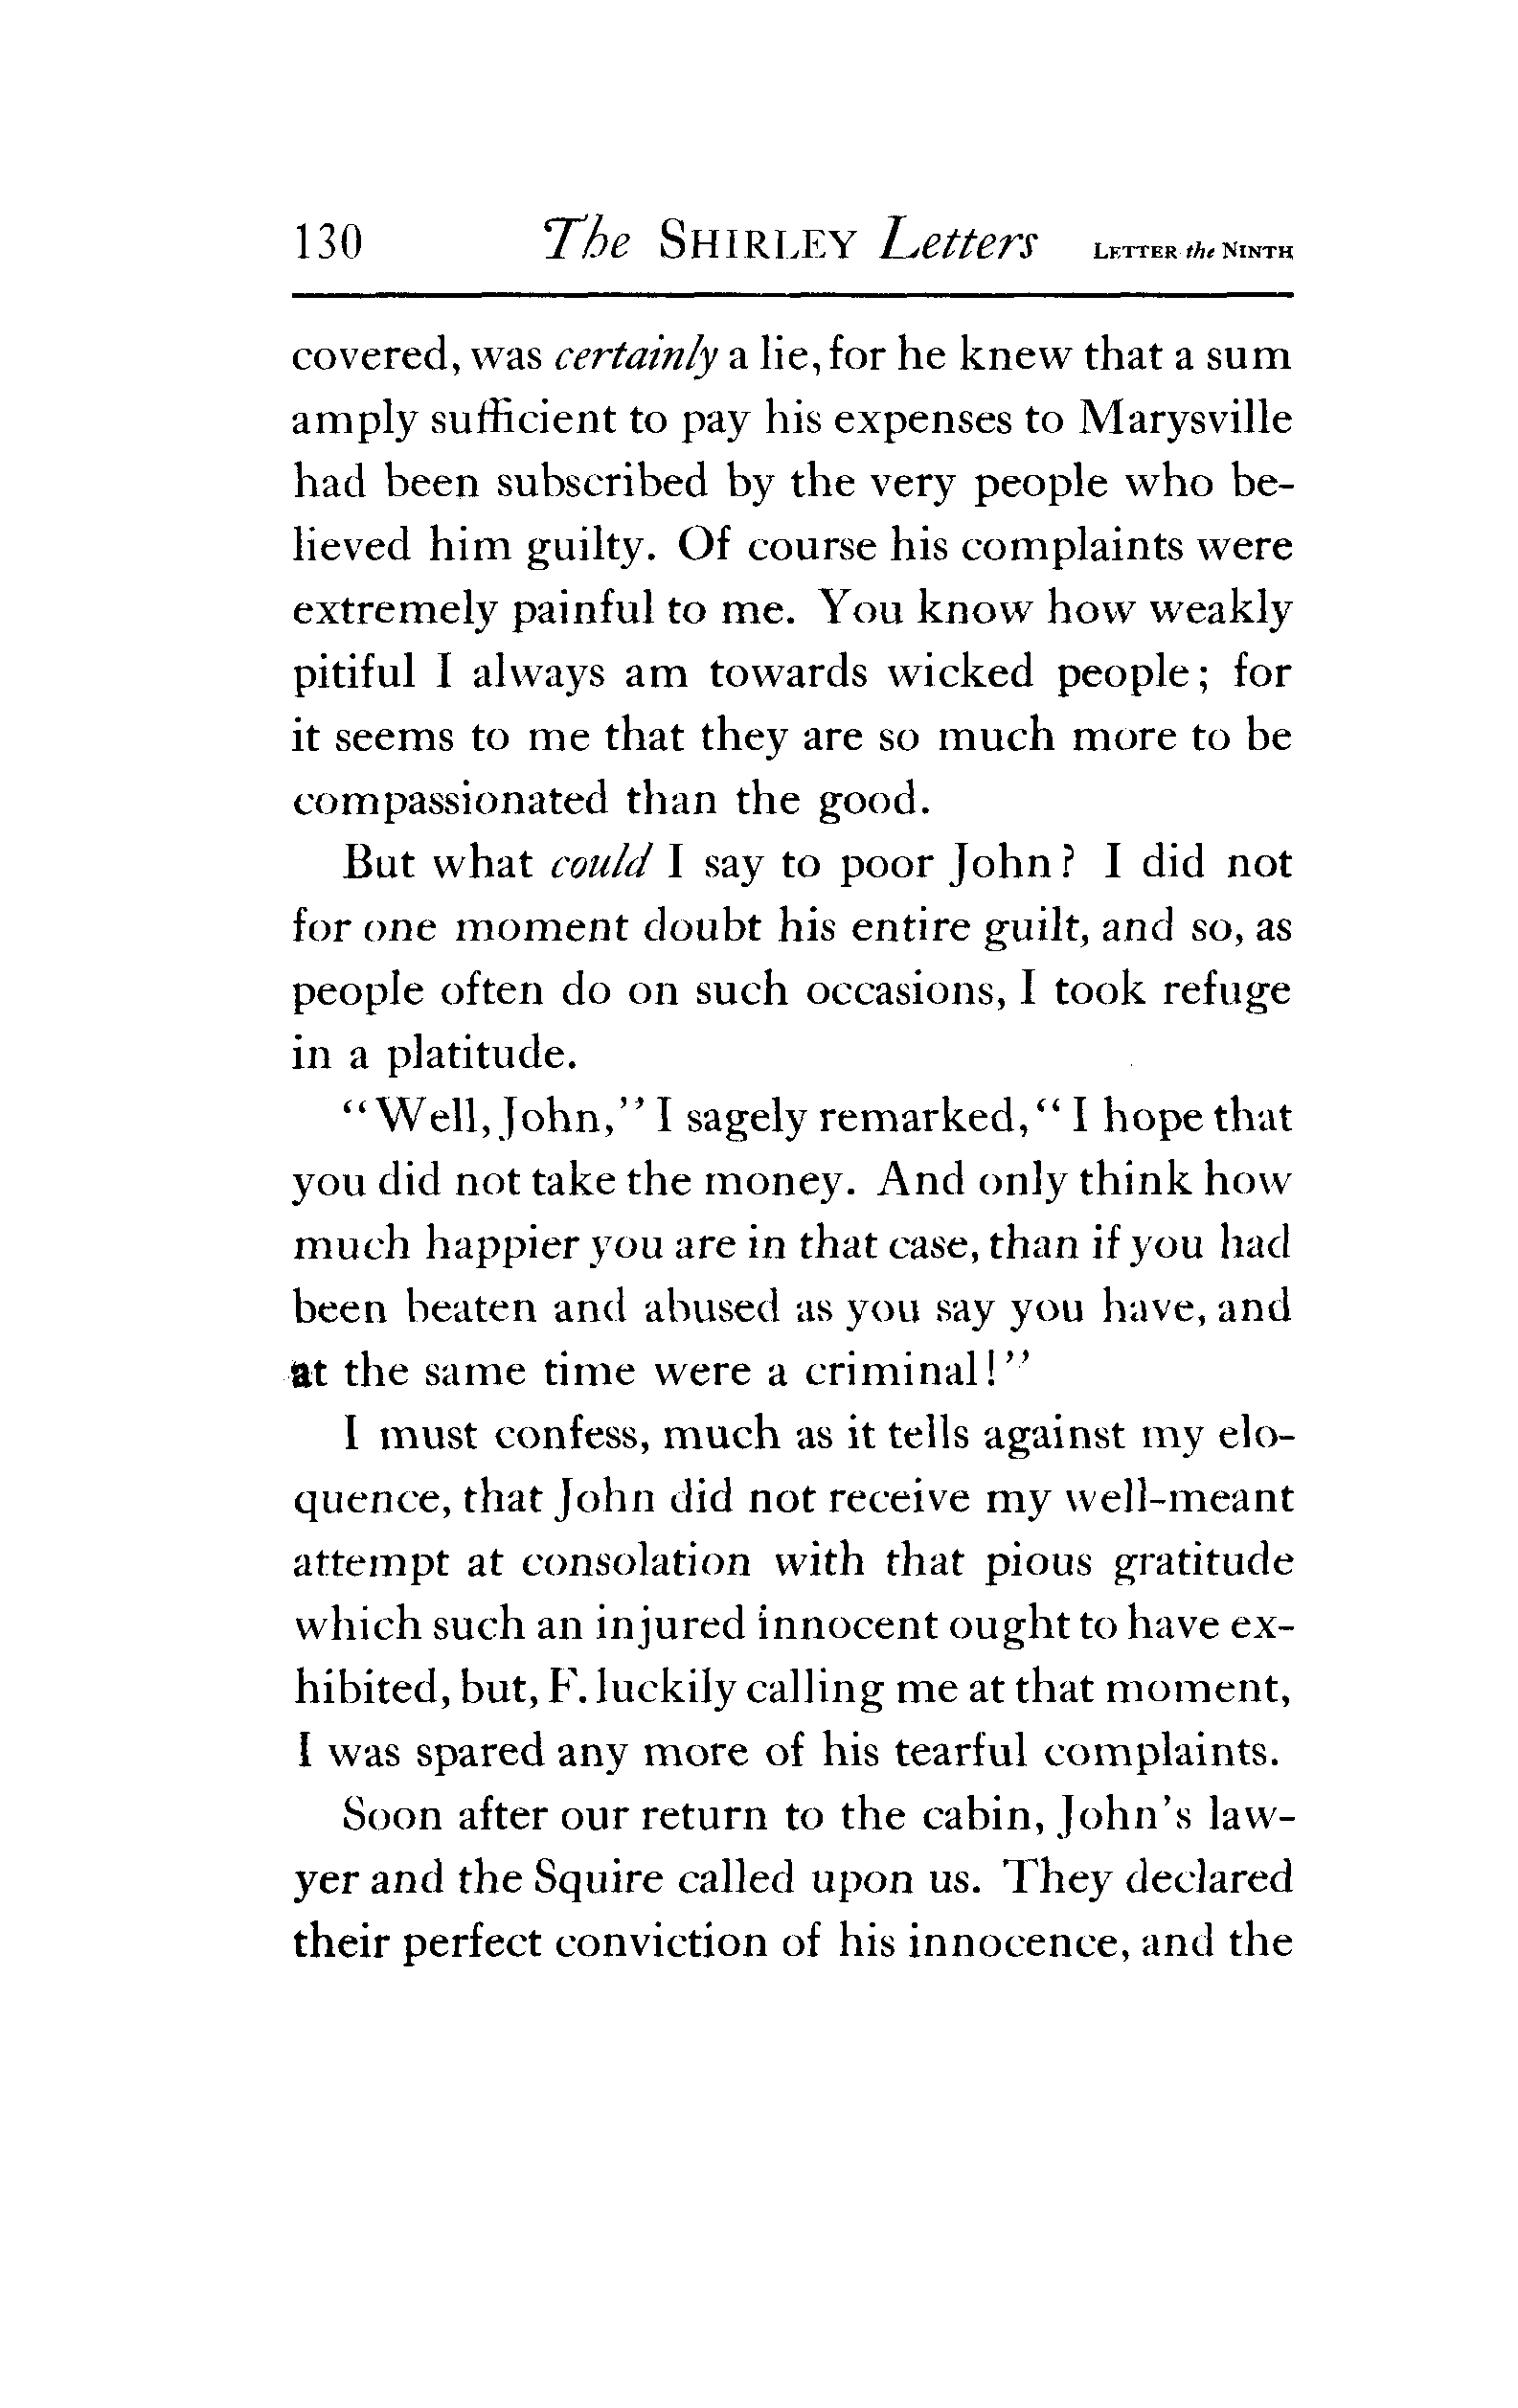 130 The Shirley Letters Letter the Ninth
covered, was certainly a lie, for he knew that a sum
amply sufficient to pay his expenses to Marysville
had been subscribed by the very people who be-
lieved him guilty. Of course his complaints were
extremely painful to me. You know how weakly
pitiful I always am towards wicked people; for
it seems to me that they are so much more to be
compassionated than the good.
But what could I say to poor John? I did not
for one moment doubt his entire guilt, and so, as
people often do on such occasions, I took refuge
in a platitude.
“Well, John,” I sagely remarked, “I hope that
you did not take the money. And only think how
much happier you are in that case, than if you had
been beaten and abused as you say you have, and
at the same time were a criminal!”
I must confess, much as it tells against my elo-
quence, that John did not receive my well-meant
attempt at consolation with that pious gratitude
which such an injured innocent ought to have ex-
hibited, but, F. luckily calling me at that moment,
I was spared any more of his tearful complaints.
Soon after our return to the cabin, John’s law-
yer and the Squire called upon us. They declared
their perfect conviction of his innocence, and the